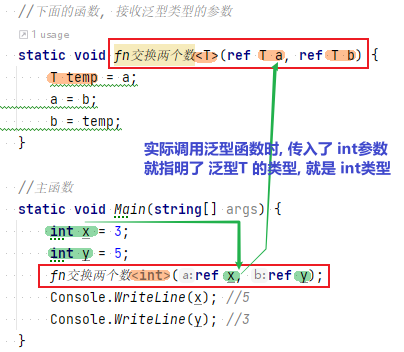 //下面的函数, 接收泛型类型的参数
1 usage
static void fn交换两个数<T>(ref T a, ref T b) {
T temp = a;
a = b;
b = temp;
}
实际调用泛型函数时, 传入了 int参数
就指明了 泛型T 的类型, 就是 int类型
//主函数
static void Main(string[] args) {
int x = 3;
int y = 5;
fn交换两个数<int>( a:ref x, b:ref y);
Console.WriteLine(x); //5
Console.WriteLine(y); //3
}